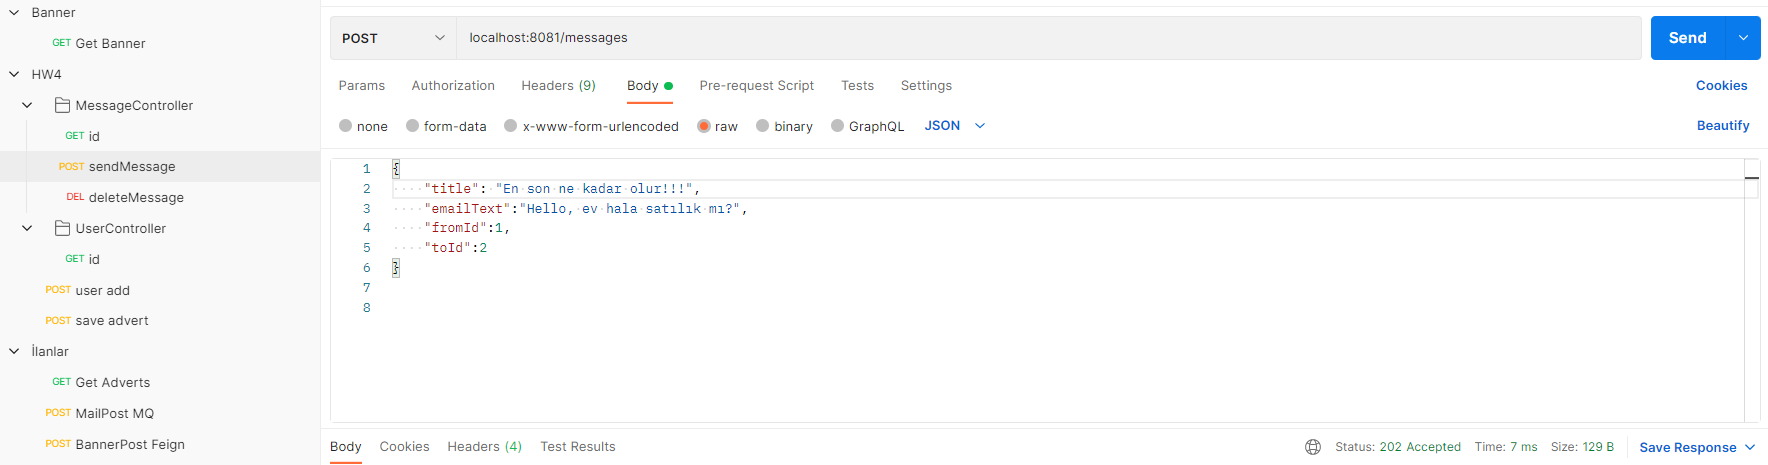 Banner
GET Get Banner
HW4
MessageController
GET id
POST sendMessage
DEL deleteMessage
UserController
GET id
POST user add
POST save advert
İlanlar
GET Get Adverts
POST MailPost MQ
POST BannerPost Feign
POST localhost:8081/messages Send
Params Authorization Headers (9) Body Pre-request Script Tests Settings Cookies
none form-data x-www-form-urlencoded raw binary GraphQL JSON Beautify
1 {
2 "title": "En son ne kadar olur!!!",
3 "emailText":"Hello, ev hala satılık mı?",
4 "fromId":1,
5 "toId":2
6 }
7
8
Body Cookies Headers (4) Test Results Status: 202 Accepted Time: 7 ms Size: 129 B Save Response